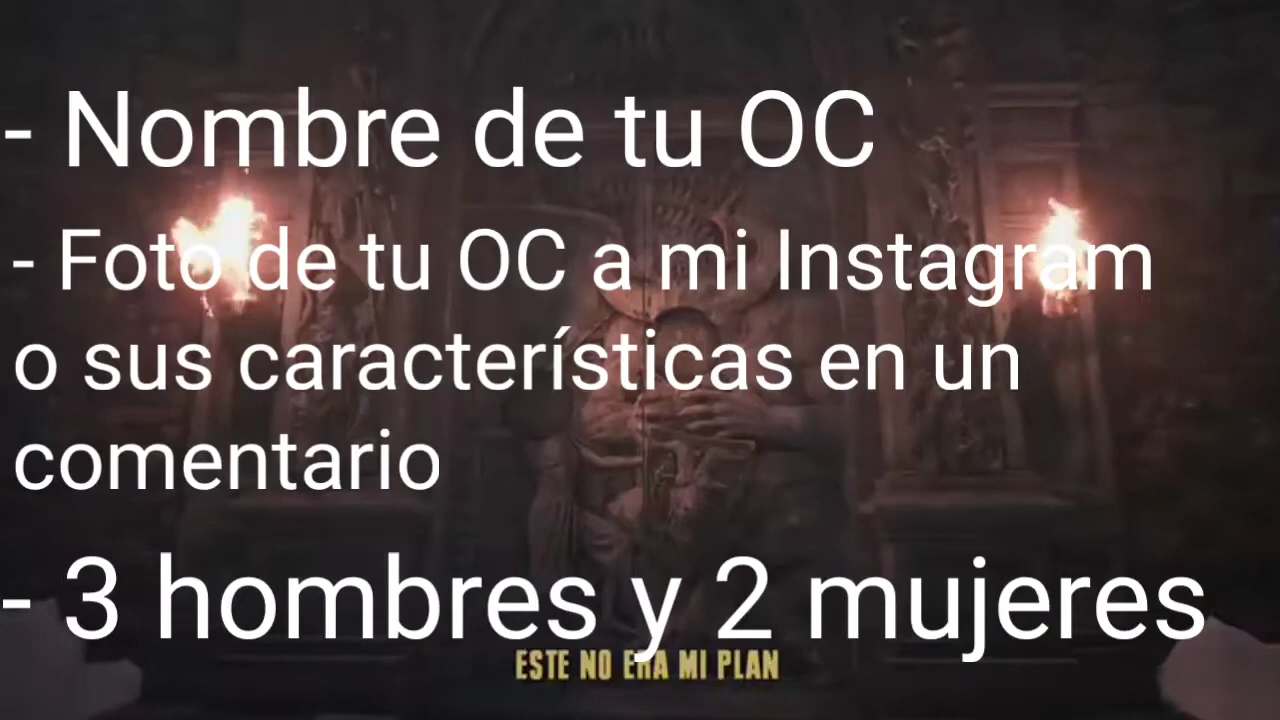 - Nombre de tu OC
- Foto de tu OC a mi Instagram
o sus características en un
comentario
- 3 hombres y 2 mujeres
ESTE NO ERA MI PLAN